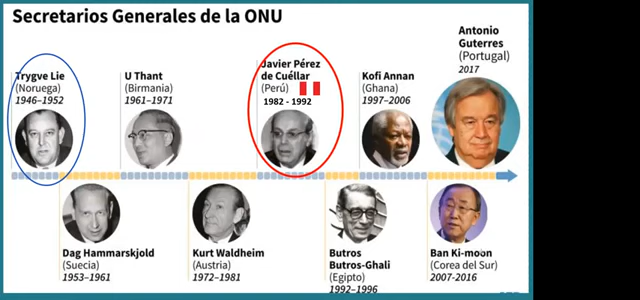 Secretarios Generales de la ONU
Trygve Lie
(Noruega)
1946–1952
U Thant
(Birmania)
1961–1971
Javier Pérez
de Cuéllar
(Perú)
1982 - 1992
Kofi Annan
(Ghana)
1997–2006
Antonio
Guterres
(Portugal)
2017
Dag Hammarskjold
(Suecia)
1953–1961
Kurt Waldheim
(Austria)
1972–1981
Butros
Butros-Ghali
(Egipto)
1992–1996
Ban Ki-moon
(Corea del Sur)
2007-2016